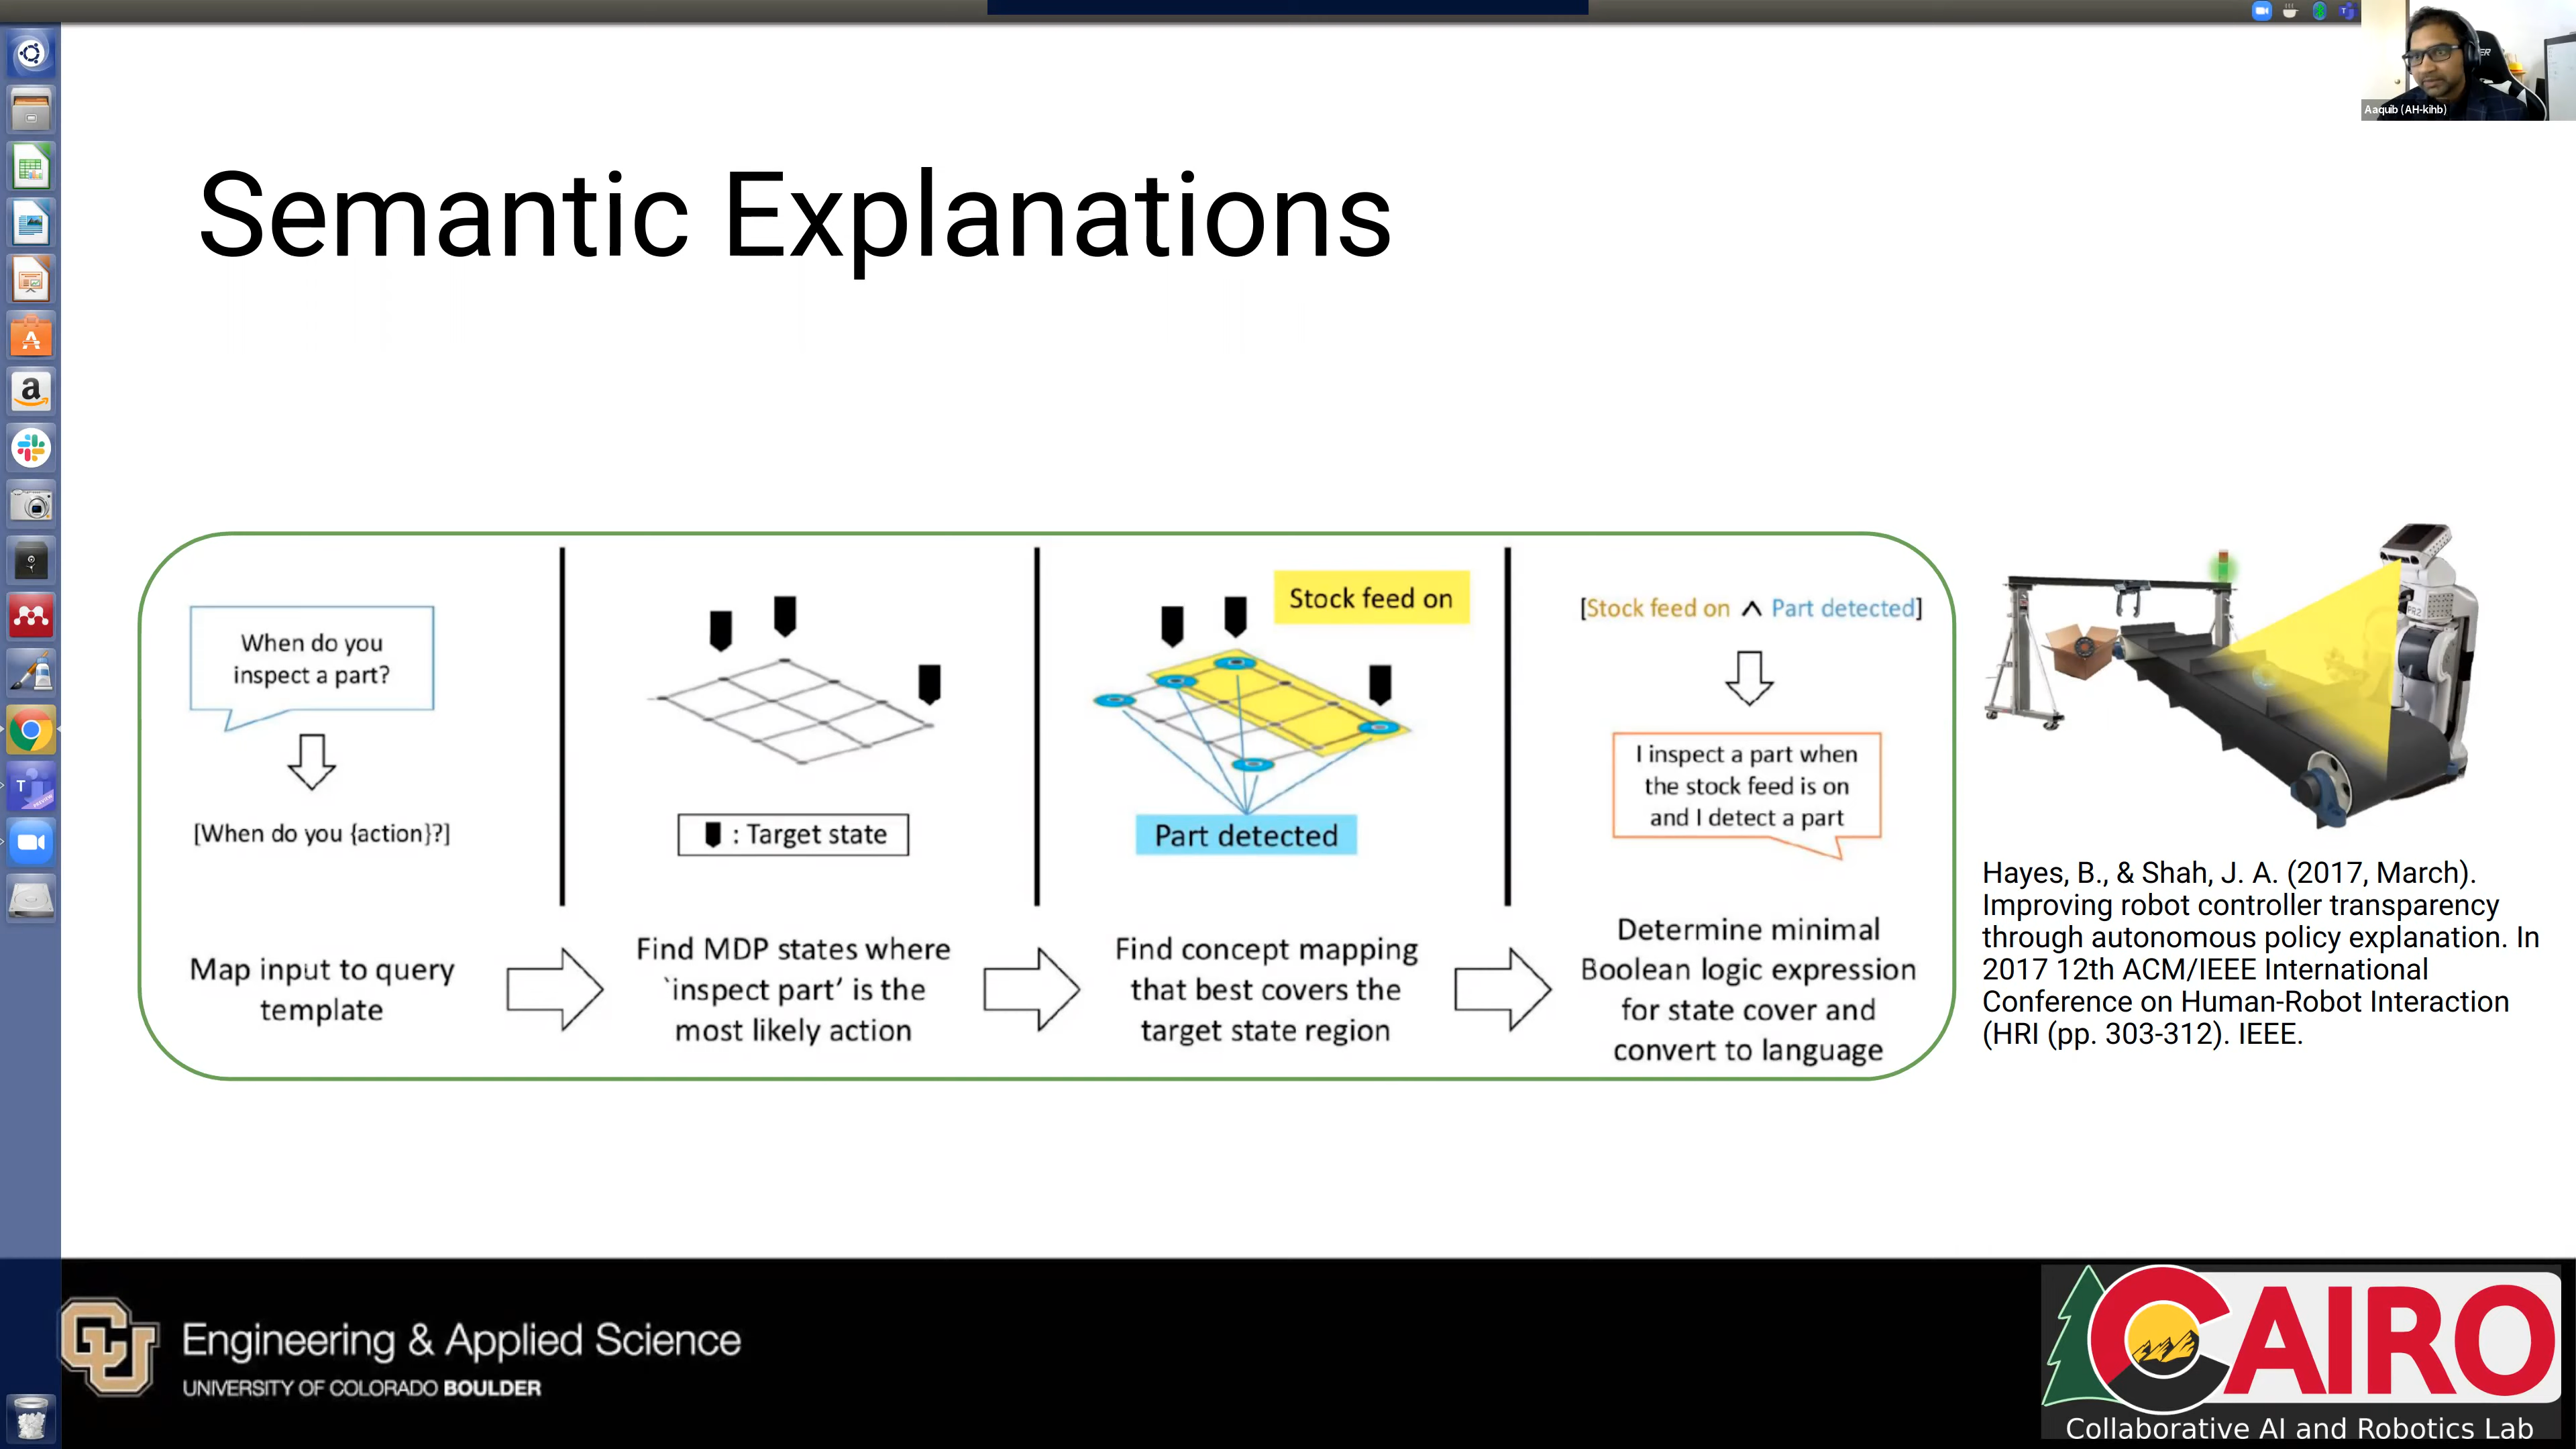 Aaquib (AH-kihb)
Semantic Explanations
When do you
inspect a part?
[When do you {action}?]
Map input to query
template
: Target state
Find MDP states where
`inspect part' is the
most likely action
Stock feed on
Part detected
Find concept mapping
that best covers the
target state region
[Stock feed on ∧ Part detected]
I inspect a part when
the stock feed is on
and I detect a part
Determine minimal
Boolean logic expression
for state cover and
convert to language
PR2
Hayes, B., & Shah, J. A. (2017, March).
Improving robot controller transparency
through autonomous policy explanation. In
2017 12th ACM/IEEE International
Conference on Human-Robot Interaction
(HRI (pp. 303-312). IEEE.
CU
Engineering & Applied Science
UNIVERSITY OF COLORADO BOULDER
CAIRO
Collaborative AI and Robotics Lab